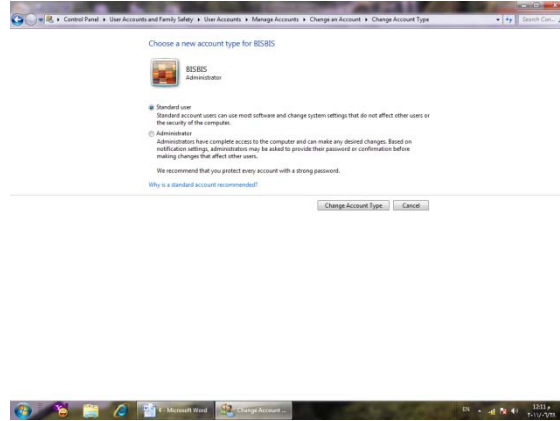 Control Panel ▸ User Accounts and Family Safety ▸ User Accounts ▸ Manage Accounts ▸ Change an Account ▸ Change Account Type
Search Con...
Choose a new account type for BISBIS
BISBIS
Administrator
Standard user
Standard account users can use most software and change system settings that do not affect other users or
the security of the computer.
Administrator
Administrators have complete access to the computer and can make any desired changes. Based on
notification settings, administrators may be asked to provide their password or confirmation before
making changes that affect other users.
We recommend that you protect every account with a strong password.
Why is a standard account recommended?
Change Account Type
Cancel
4 - Microsoft Word
Change Account ...
EN
12:11 م